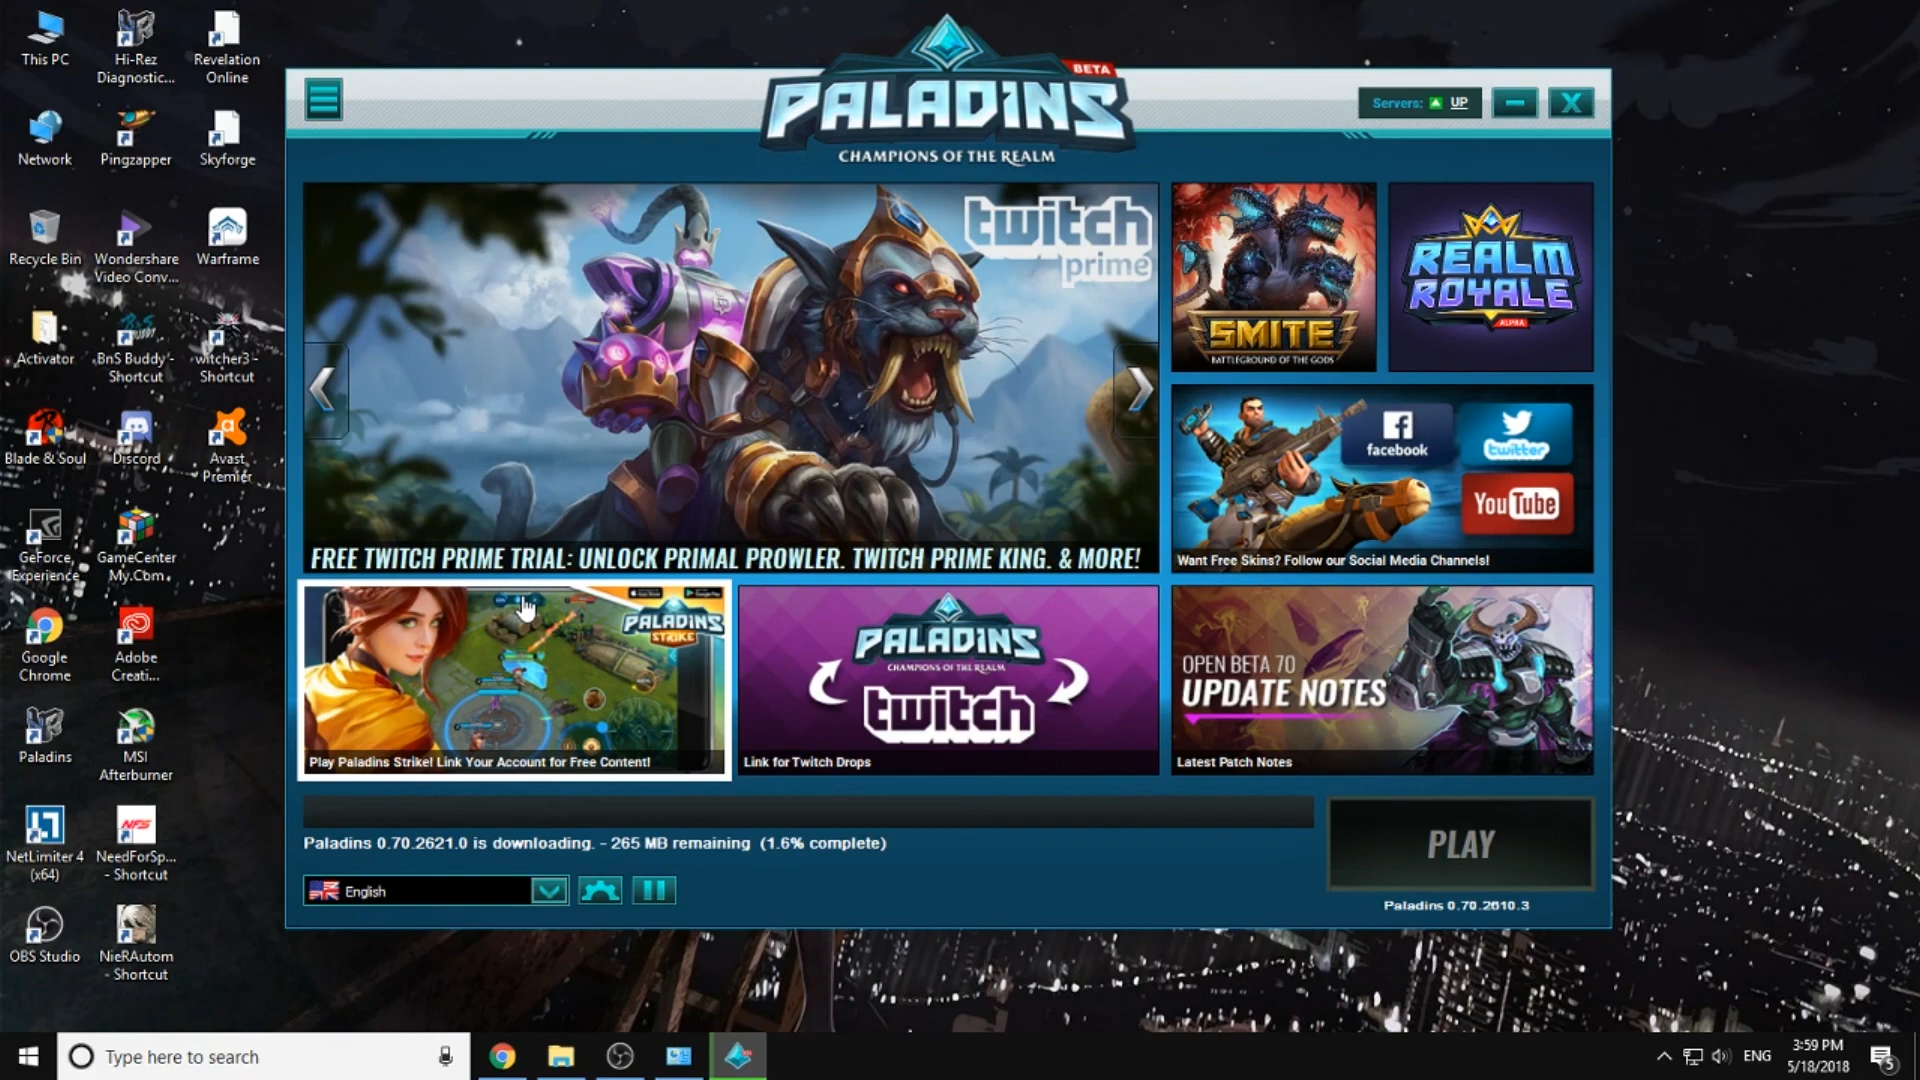 This PC
Hi-Rez
Diagnostic...
Revelation
Online
Network
Pingzapper
Skyforge
Recycle Bin
Wondershare
Video Conv...
Warframe
Activator
BnS Buddy -
Shortcut
witcher3 -
Shortcut
Blade & Soul
Discord
Avast
Premier
GeForce
Experience
GameCenter
My.Com
Google
Chrome
Adobe
Creati...
Paladins
MSI
Afterburner
NetLimiter 4
(x64)
NeedForSp...
- Shortcut
OBS Studio
NieRAutom
- Shortcut
BETA
PALADINS
CHAMPIONS OF THE REALM
Servers: UP
X
twitch
prime
FREE TWITCH PRIME TRIAL: UNLOCK PRIMAL PROWLER, TWITCH PRIME KING, & MORE!
SMITE
BATTLEGROUND OF THE GODS
REALM
ROYALE
ALPHA
facebook
twitter
YouTube
Want Free Skins? Follow our Social Media Channels!
PALADINS
STRIKE
Play Paladins Strike! Link Your Account for Free Content!
PALADINS
CHAMPIONS OF THE REALM
twitch
Link for Twitch Drops
OPEN BETA 70
UPDATE NOTES
Latest Patch Notes
Paladins 0.70.2621.0 is downloading. - 265 MB remaining (1.6% complete)
PLAY
English
Paladins 0.70.2610.3
Type here to search
ENG
3:59 PM
5/18/2018
5